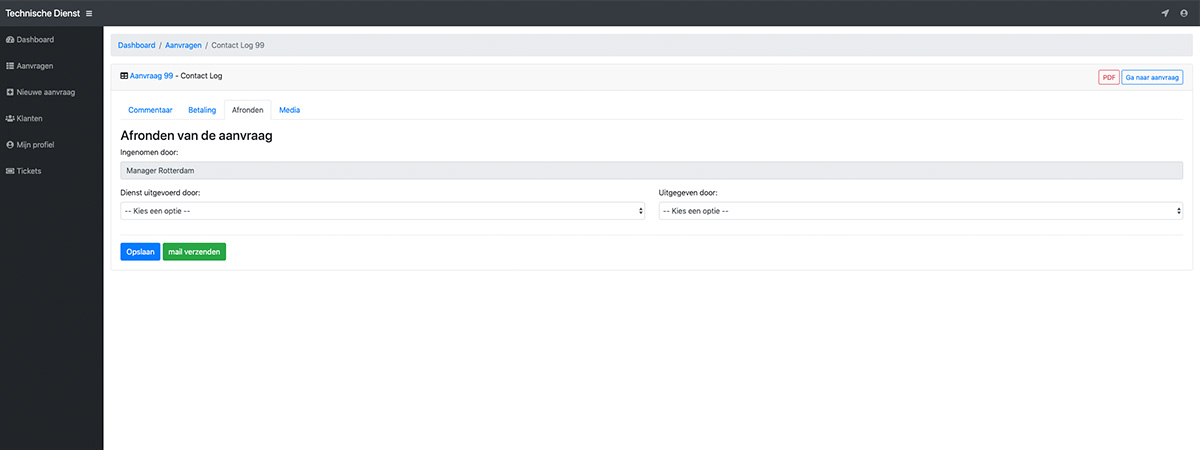 Technische Dienst
Dashboard
Aanvragen
Nieuwe aanvraag
Klanten
Mijn profiel
Tickets
Dashboard / Aanvragen / Contact Log 99
Aanvraag 99 - Contact Log
PDF
Ga naar aanvraag
Commentaar Betaling Afronden Media
Afronden van de aanvraag
Ingenomen door:
Manager Rotterdam
Dienst uitgevoerd door:
-- Kies een optie --
Uitgegeven door:
-- Kies een optie --
Opslaan mail verzenden